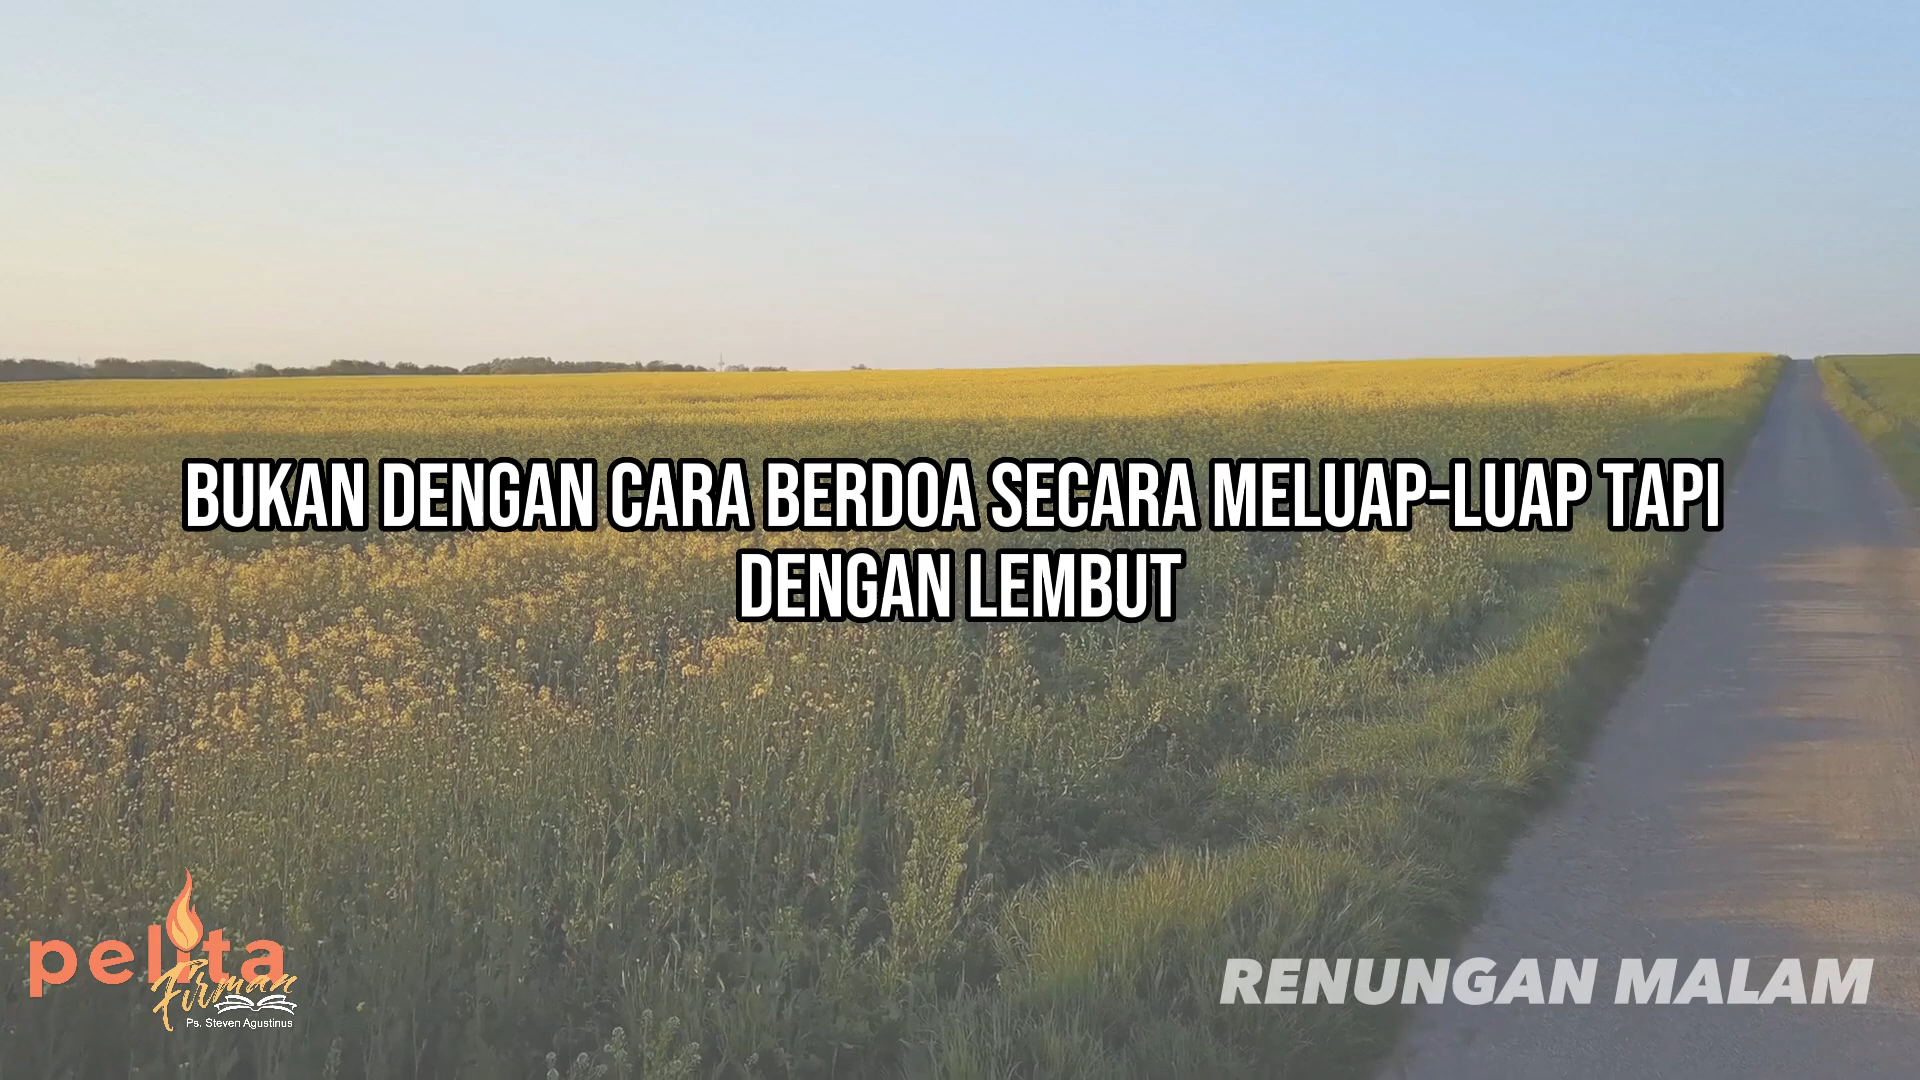 BUKAN DENGAN CARA BERDOA SECARA MELUAP-LUAP TAPI
DENGAN LEMBUT
pelita
Firman
Ps. Steven Agustinus
RENUNGAN MALAM